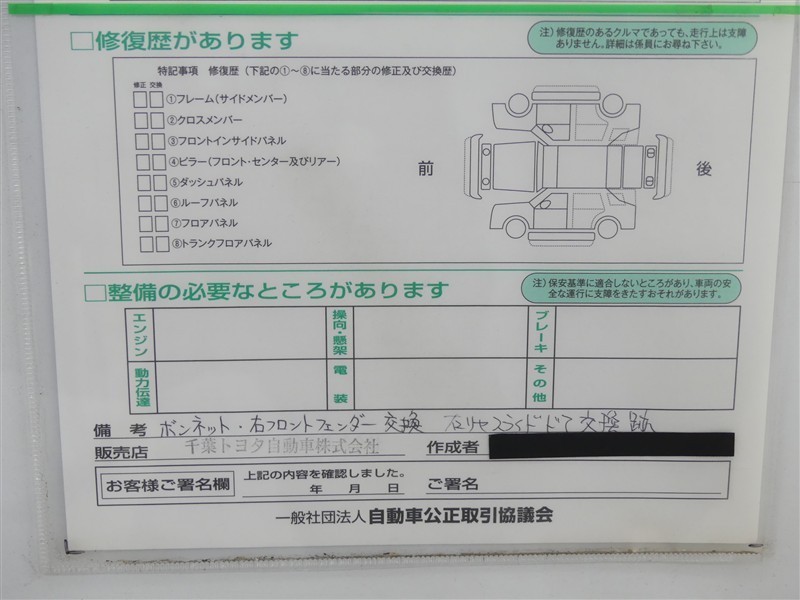 □修復歴があります
注）修復歴のあるクルマであっても、走行上は支障
ありません。詳細は係員にお尋ね下さい。
特記事項 修復歴（下記の①〜⑧に当たる部分の修正及び交換歴）
修正 交換
①フレーム（サイドメンバー）
②クロスメンバー
③フロントインサイドパネル
④ピラー（フロント・センター及びリアー）
⑤ダッシュパネル
⑥ルーフパネル
⑦フロアパネル
⑧トランクフロアパネル
前
後
□整備の必要なところがあります
注）保安基準に適合しないところがあり、車両の安
全な運行に支障をきたすおそれがあります。
エンジン
操向・懸架
ブレーキ
動力伝達
電装
その他
備考 ボンネット・右フロントフェンダー交換 左リヤスライドドア交換跡
販売店 千葉トヨタ自動車株式会社 作成者
お客様ご署名欄
上記の内容を確認しました。
年 月 日 ご署名
一般社団法人 自動車公正取引協議会